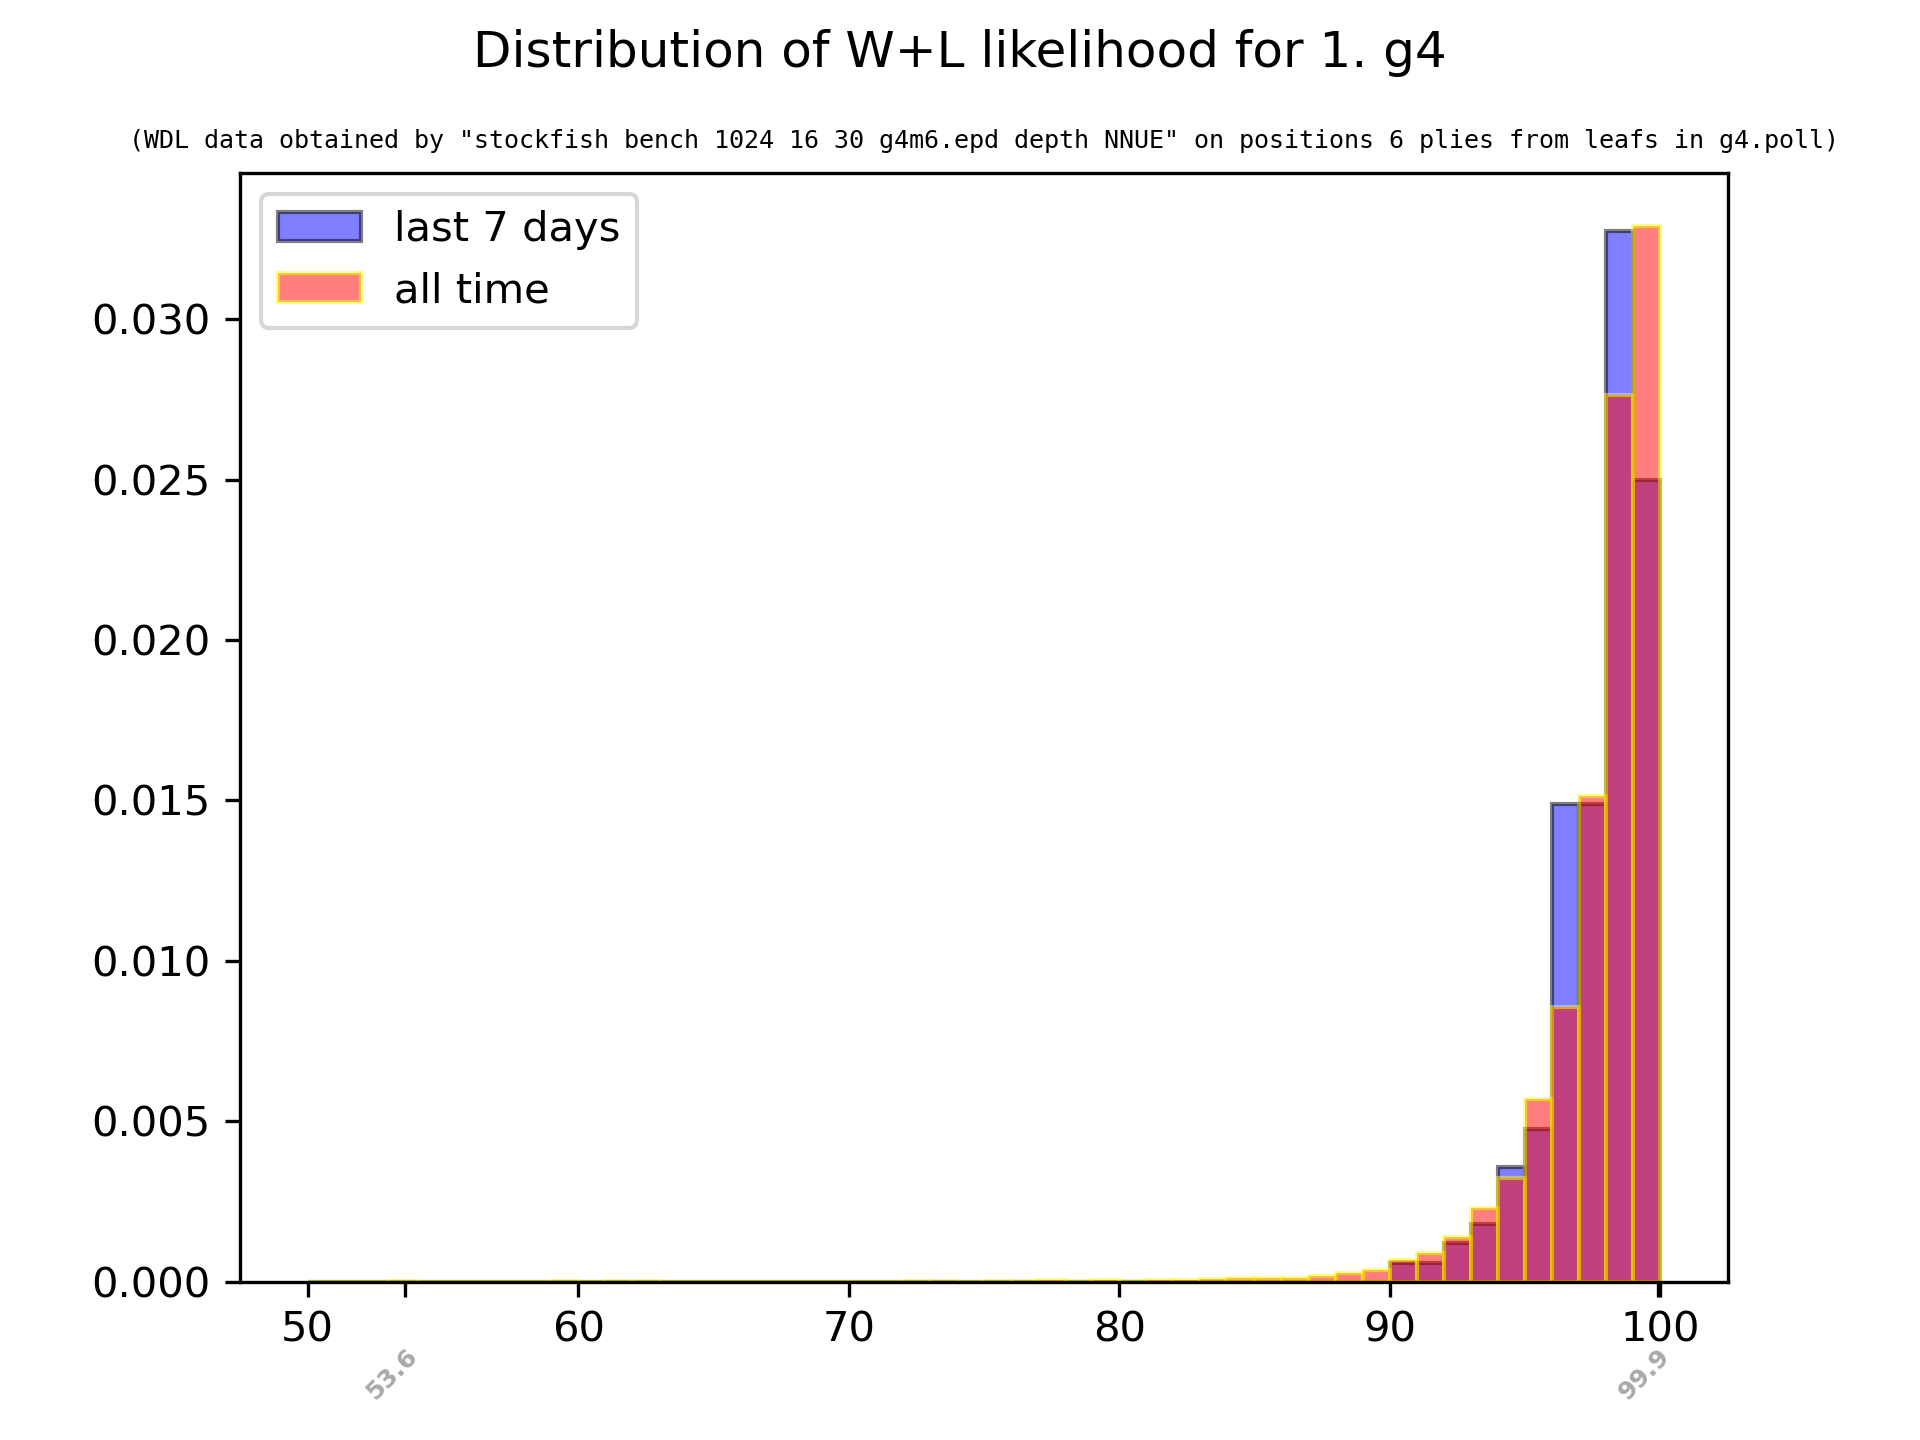 Distribution of W+L likelihood for 1. g4
(WDL data obtained by "stockfish bench 1024 16 30 g4m6.epd depth NNUE" on positions 6 plies from leafs in g4.poll)
last 7 days
all time
0.030
0.025
0.020
0.015
0.010
0.005
0.000
50 60 70 80 90 100
53.6 99.9